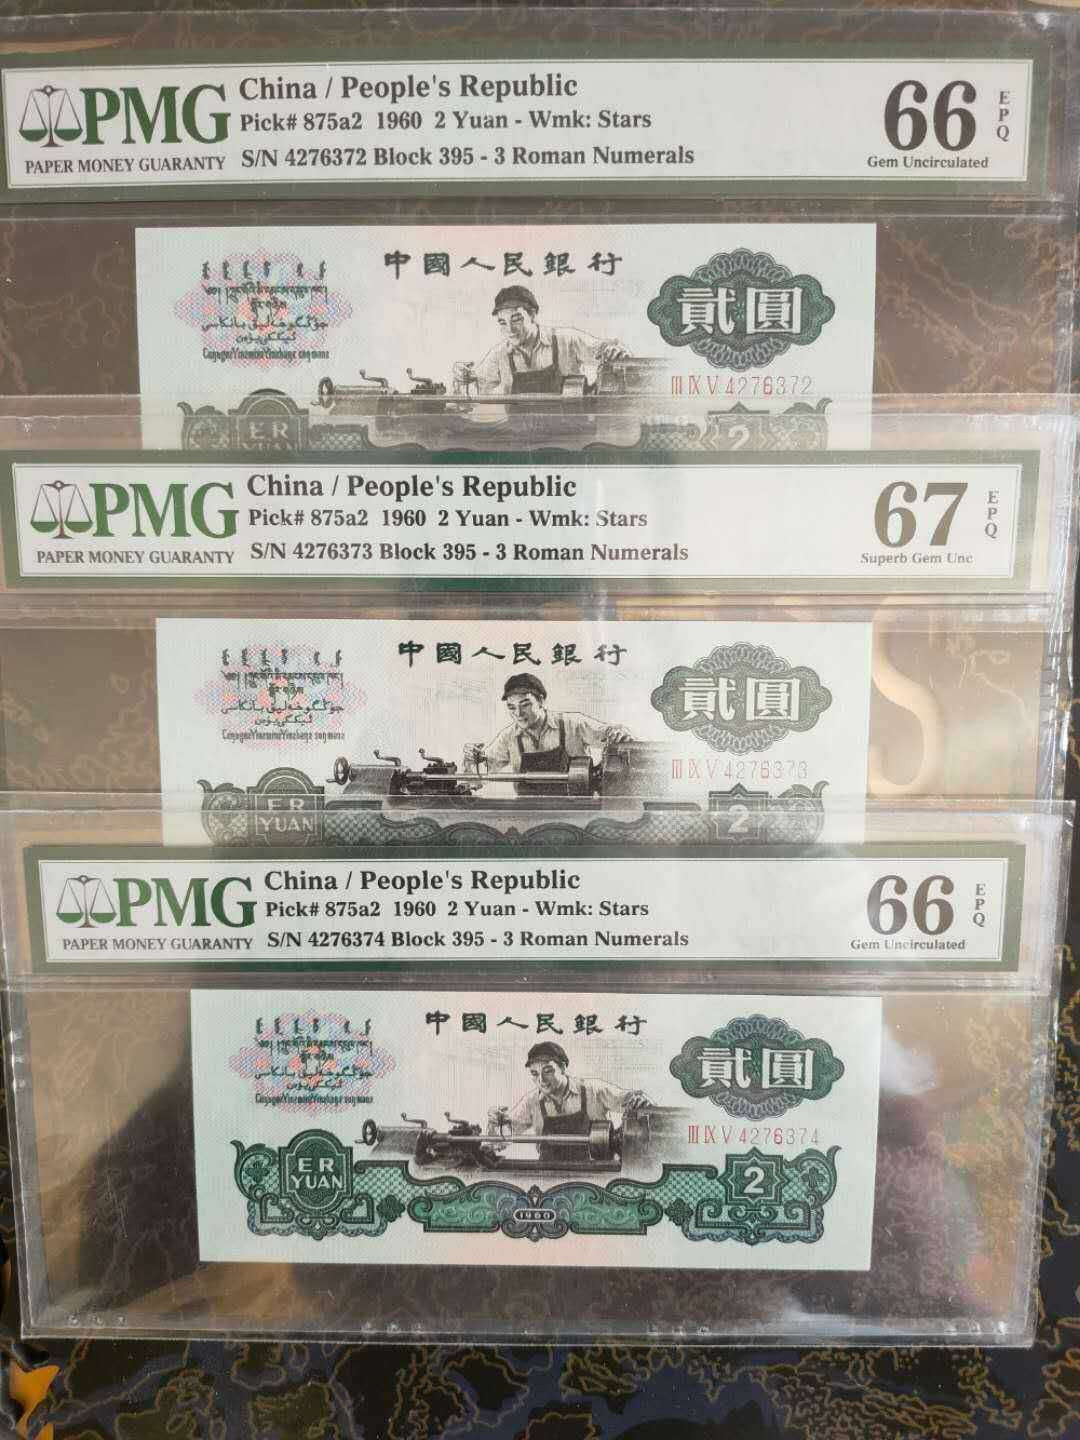 PMG
PAPER MONEY GUARANTY
China / People's Republic
Pick# 875a2 1960 2 Yuan - Wmk: Stars
S/N 4276372 Block 395 - 3 Roman Numerals
66
EPQ
Gem Uncirculated
中國人民銀行
貳圓
III IX V 4276372
ER
YUAN
2
PMG
PAPER MONEY GUARANTY
China / People's Republic
Pick# 875a2 1960 2 Yuan - Wmk: Stars
S/N 4276373 Block 395 - 3 Roman Numerals
67
EPQ
Superb Gem Unc
中國人民銀行
貳圓
III IX V 4276373
ER
YUAN
2
PMG
PAPER MONEY GUARANTY
China / People's Republic
Pick# 875a2 1960 2 Yuan - Wmk: Stars
S/N 4276374 Block 395 - 3 Roman Numerals
66
EPQ
Gem Uncirculated
中國人民銀行
貳圓
III IX V 4276374
ER
YUAN
1960
2